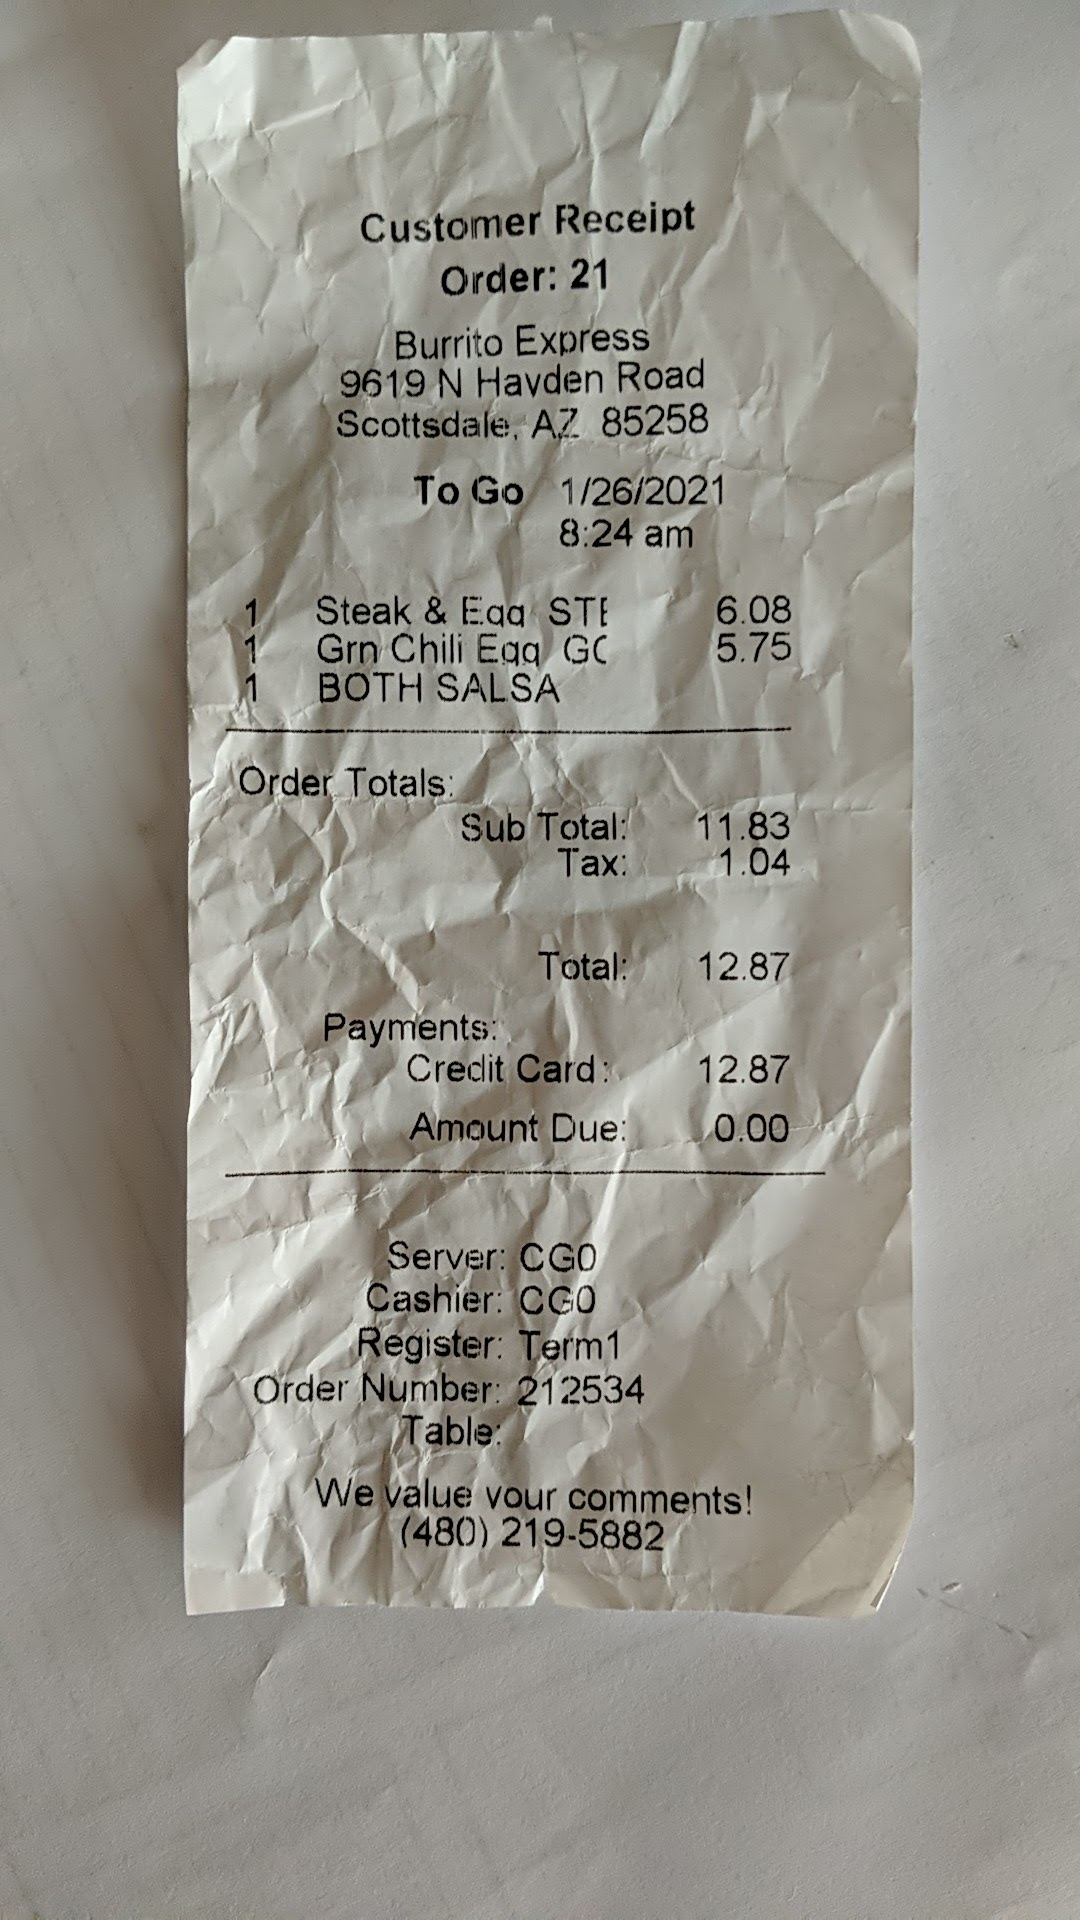 Customer Receipt
Order: 21
Burrito Express
9619 N Hayden Road
Scottsdale, AZ 85258
To Go 1/26/2021
8:24 am
1 Steak & Egg STE 6.08
1 Grn Chili Egg GC 5.75
1 BOTH SALSA
Order Totals:
Sub Total: 11.83
Tax: 1.04
Total: 12.87
Payments:
Credit Card: 12.87
Amount Due: 0.00
Server: CG0
Cashier: CG0
Register: Term1
Order Number: 212534
Table:
We value your comments!
(480) 219-5882